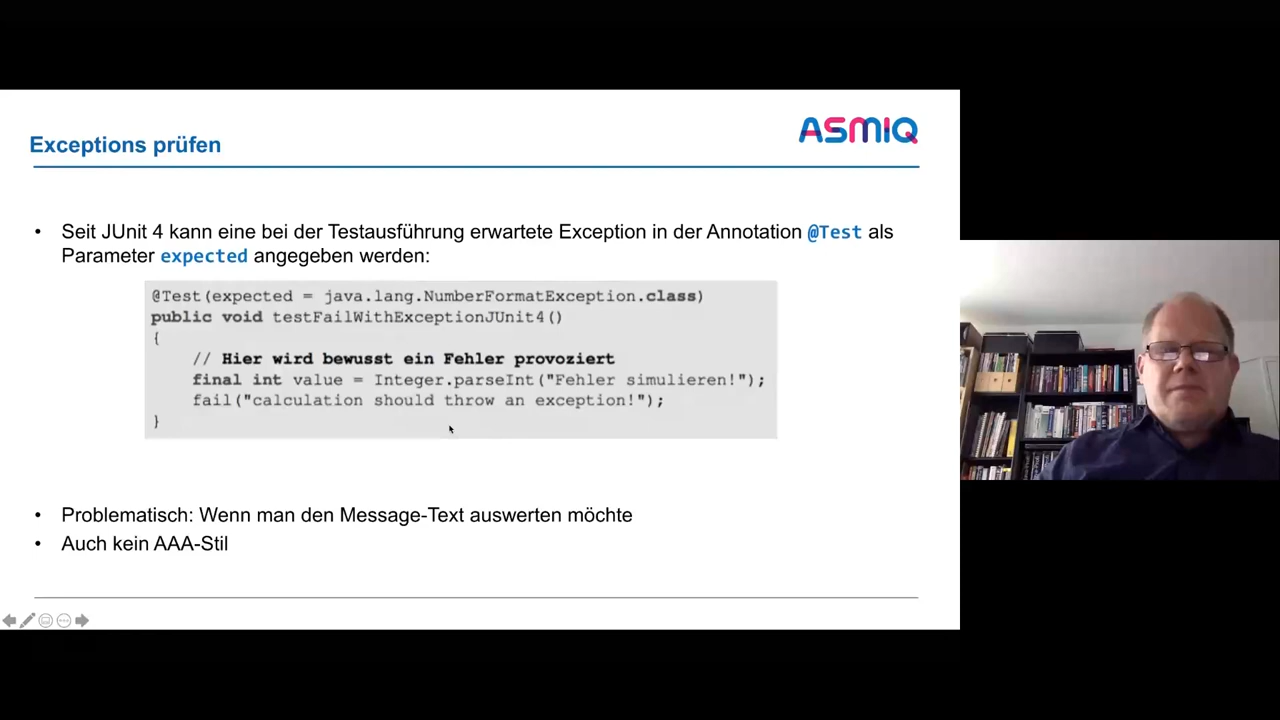 ASMIQ
Exceptions prüfen
• Seit JUnit 4 kann eine bei der Testausführung erwartete Exception in der Annotation @Test als
Parameter expected angegeben werden:
@Test(expected = java.lang.NumberFormatException.class)
public void testFailWithExceptionJUnit4()
{
// Hier wird bewusst ein Fehler provoziert
final int value = Integer.parseInt("Fehler simulieren!");
fail("calculation should throw an exception!");
}
• Problematisch: Wenn man den Message-Text auswerten möchte
• Auch kein AAA-Stil